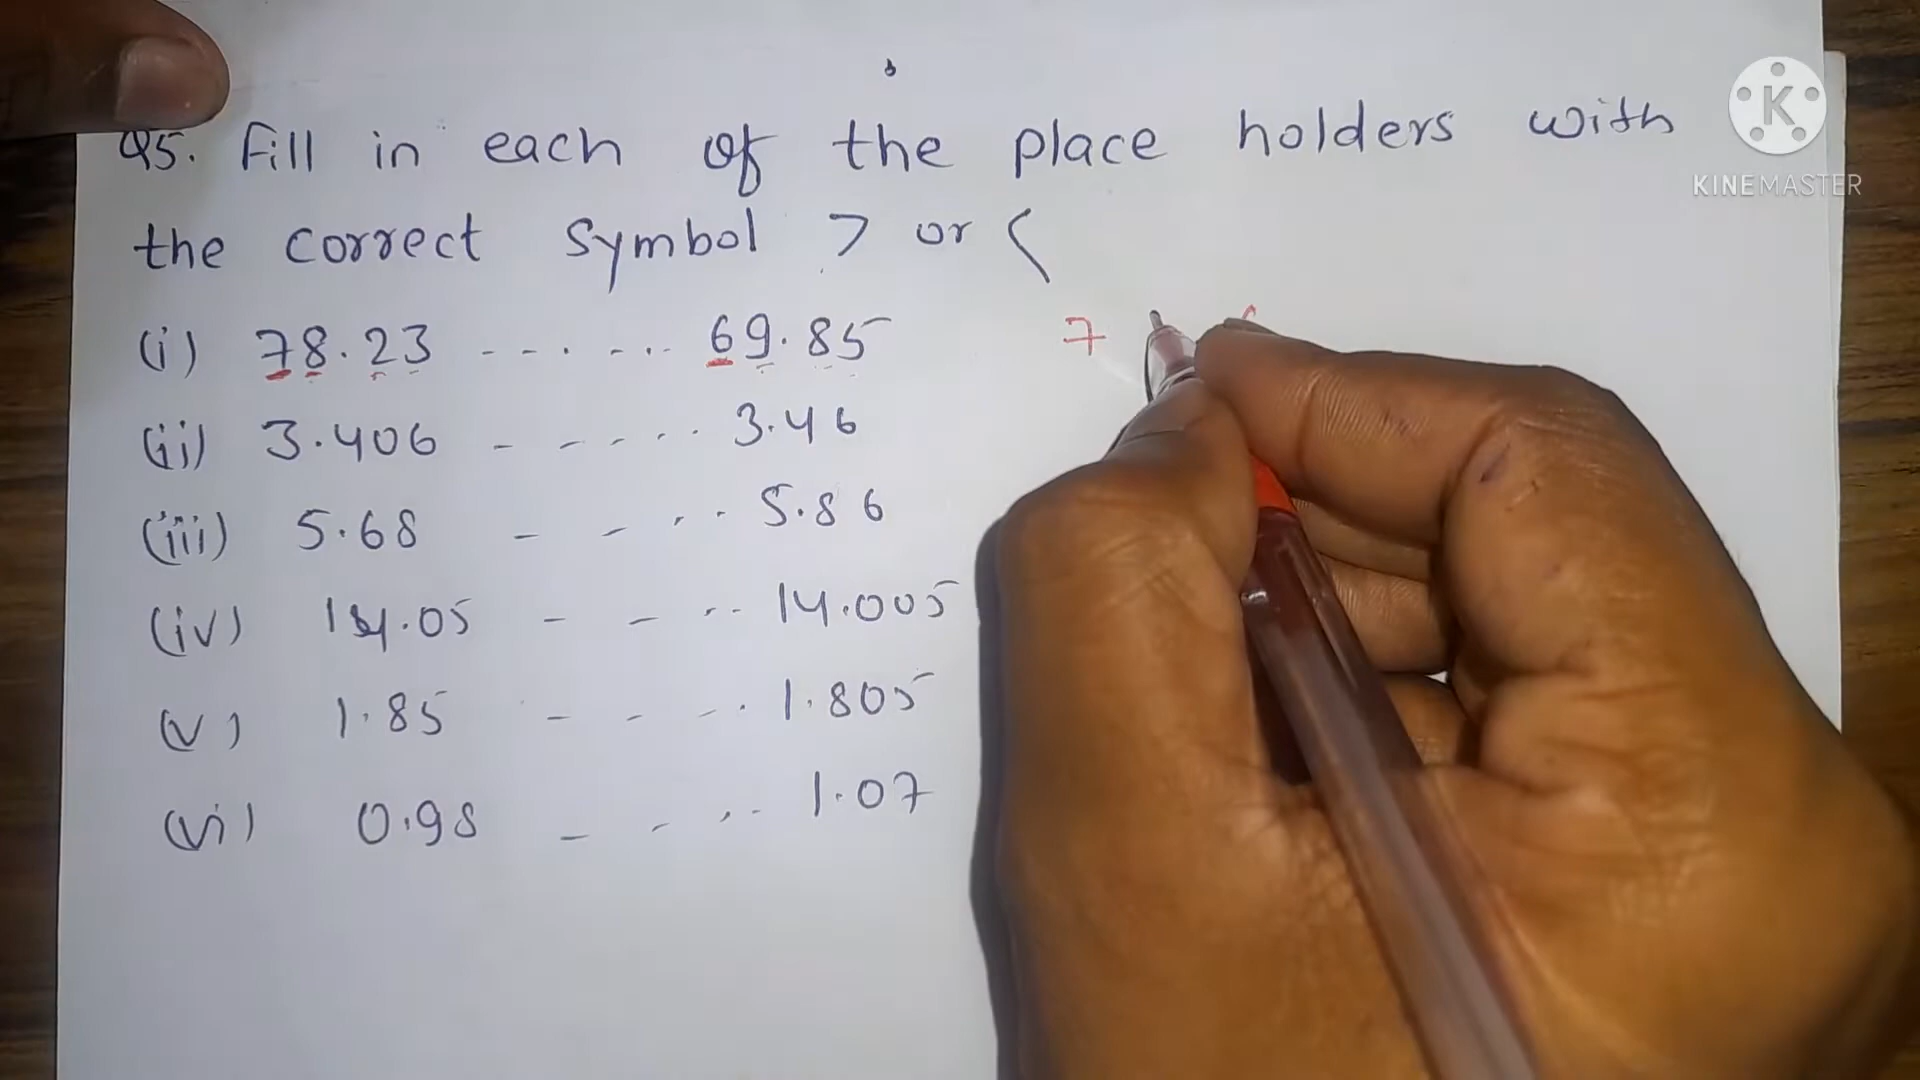 Q5. Fill in each of the place holders with
the correct symbol > or <
(i) 78.23 - - . - ... 69.85
7
(ii) 3.406 - - - - . . 3.46
(iii) 5.68 - - . . . 5.86
(iv) 14.05 - - . - - 14.005
(v) 1.85 - - - . 1.805
(vi) 0.98 - - . . - 1.07
K
KINEMASTER